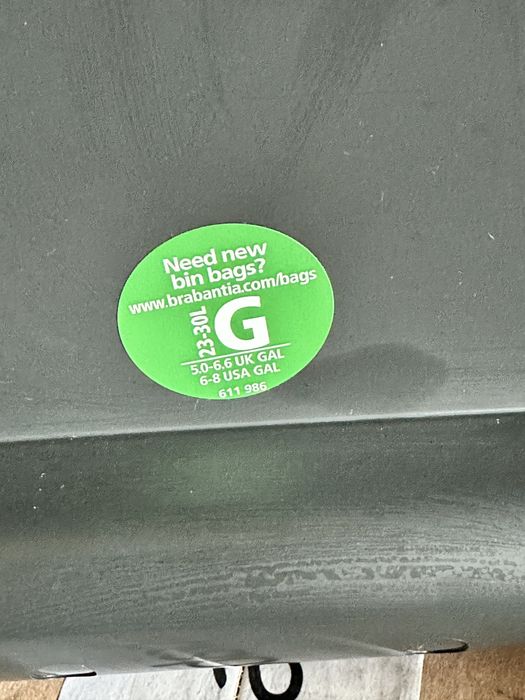 Need new
bin bags?
www.brabantia.com/bags
23-30L
G
5.0-6.6 UK GAL
6-8 USA GAL
611 986